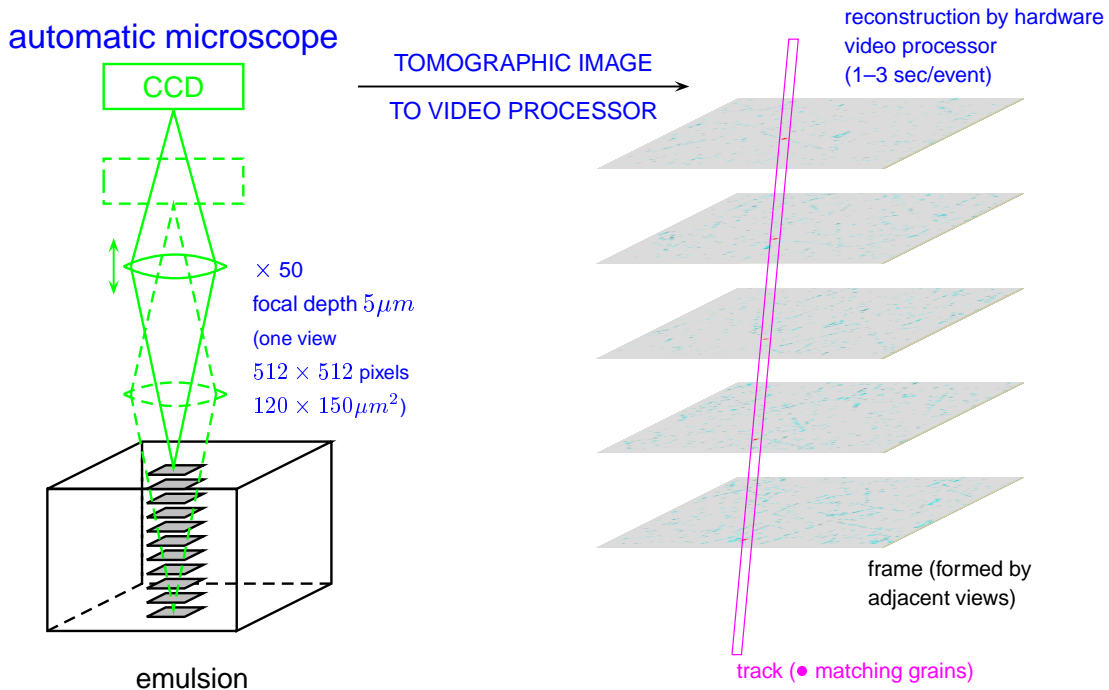 automatic microscope
CCD
× 50
focal depth 5μm
(one view
512 × 512 pixels
120 × 150μm²)
emulsion
TOMOGRAPHIC IMAGE
TO VIDEO PROCESSOR
reconstruction by hardware
video processor
(1–3 sec/event)
frame (formed by
adjacent views)
track (● matching grains)